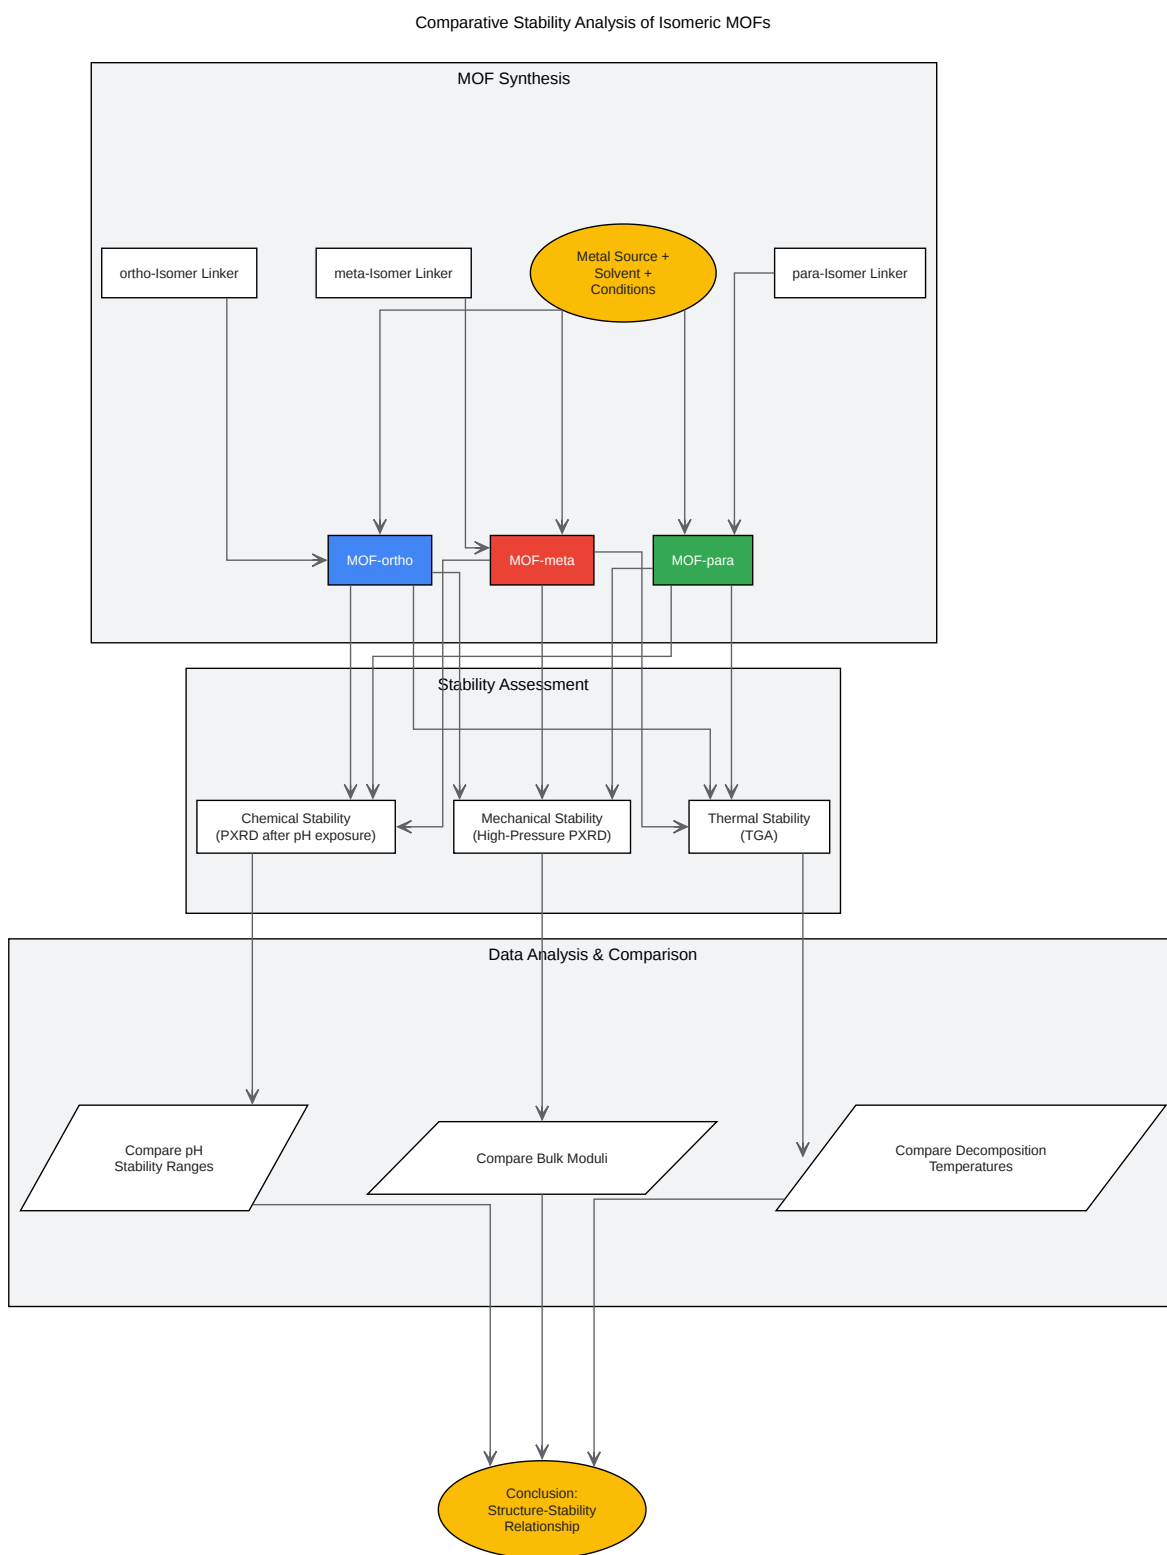 Comparative Stability Analysis of Isomeric MOFs
MOF Synthesis
ortho-Isomer Linker
meta-Isomer Linker
Metal Source +
Solvent +
Conditions
para-Isomer Linker
MOF-ortho
MOF-meta
MOF-para
Stability Assessment
Chemical Stability
(PXRD after pH exposure)
Mechanical Stability
(High-Pressure PXRD)
Thermal Stability
(TGA)
Data Analysis & Comparison
Compare pH
Stability Ranges
Compare Bulk Moduli
Compare Decomposition
Temperatures
Conclusion:
Structure-Stability
Relationship